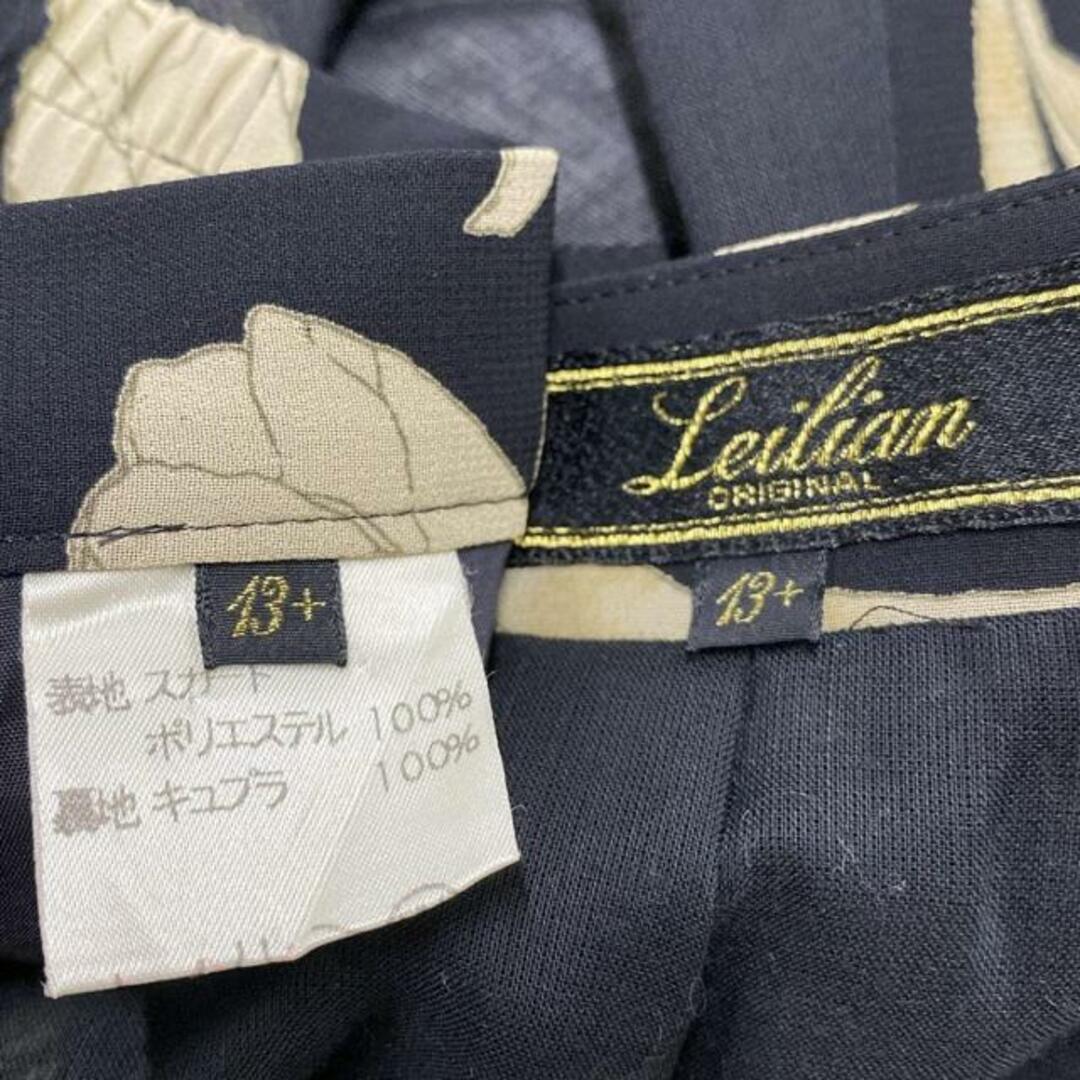 Leilian
ORIGINAL
13+
13+
表地 スカート
ポリエステル 100%
裏地 キュプラ 100%